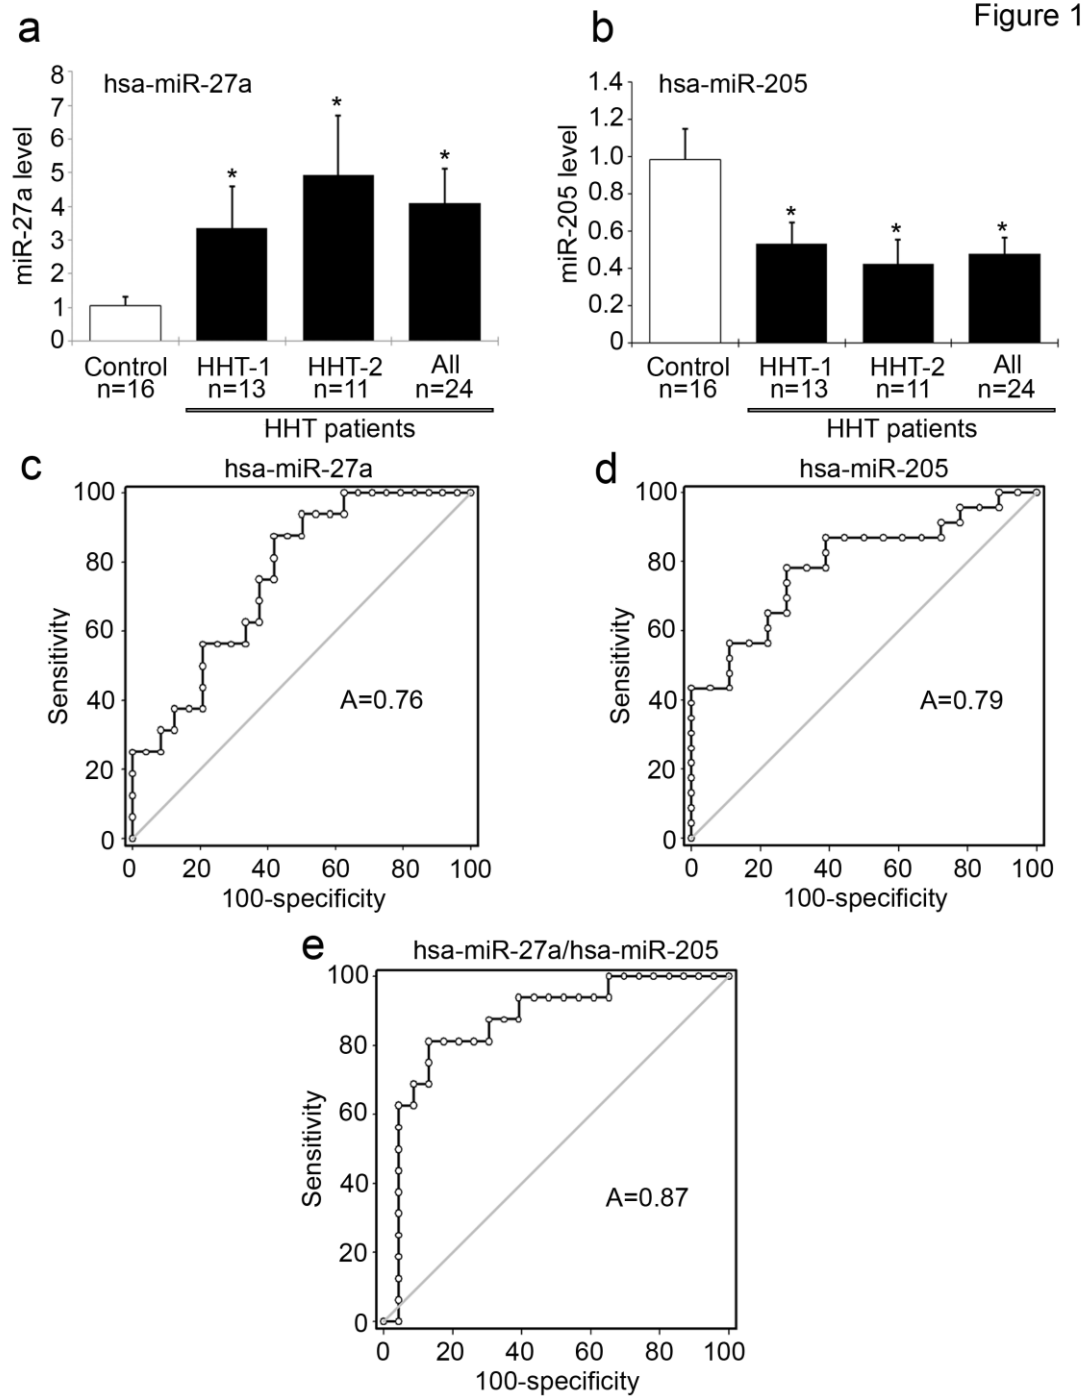 Figure 1
a
hsa-miR-27a
miR-27a level
8
7
6
5
4
3
2
1
0
* * *
Control HHT-1 HHT-2 All
n=16 n=13 n=11 n=24
HHT patients
b
hsa-miR-205
miR-205 level
1.4
1.2
1.0
0.8
0.6
0.4
0.2
0
* * *
Control HHT-1 HHT-2 All
n=16 n=13 n=11 n=24
HHT patients
c
hsa-miR-27a
Sensitivity
100
80
60
40
20
0
A=0.76
0 20 40 60 80 100
100-specificity
d
hsa-miR-205
Sensitivity
100
80
60
40
20
0
A=0.79
0 20 40 60 80 100
100-specificity
e
hsa-miR-27a/hsa-miR-205
Sensitivity
100
80
60
40
20
0
A=0.87
0 20 40 60 80 100
100-specificity